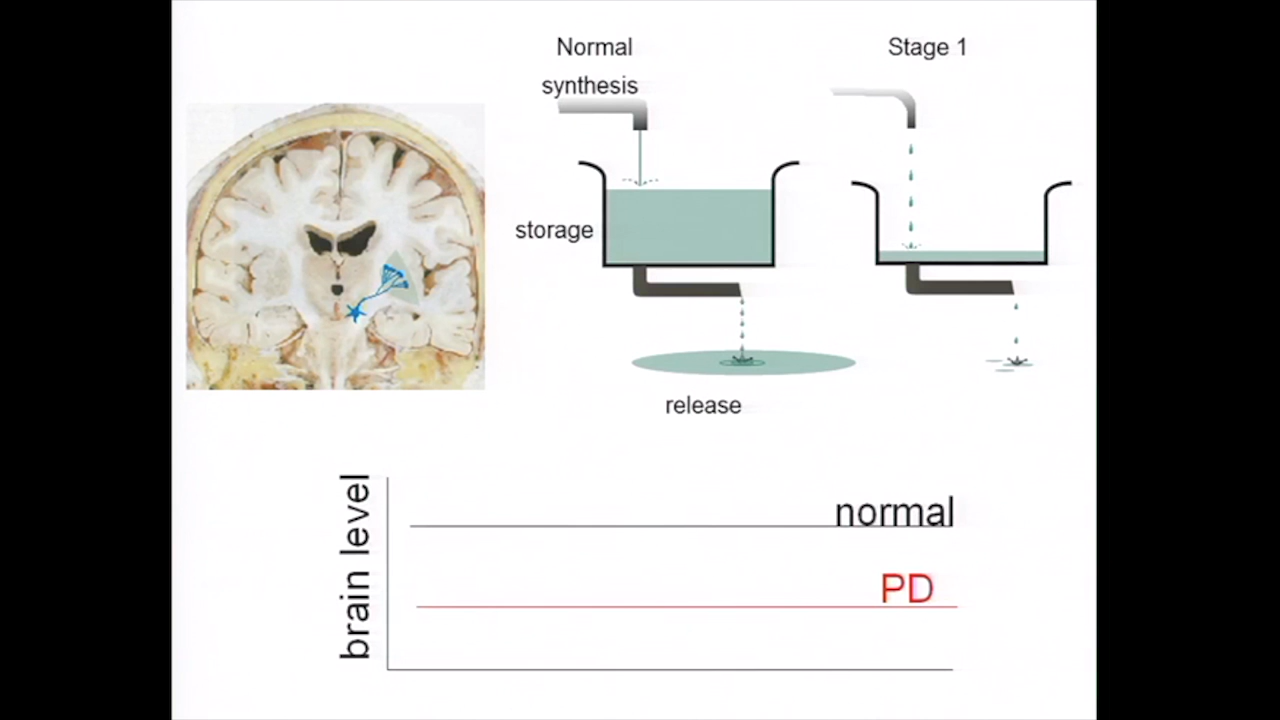 Normal
synthesis
Stage 1
storage
release
brain level
normal
PD